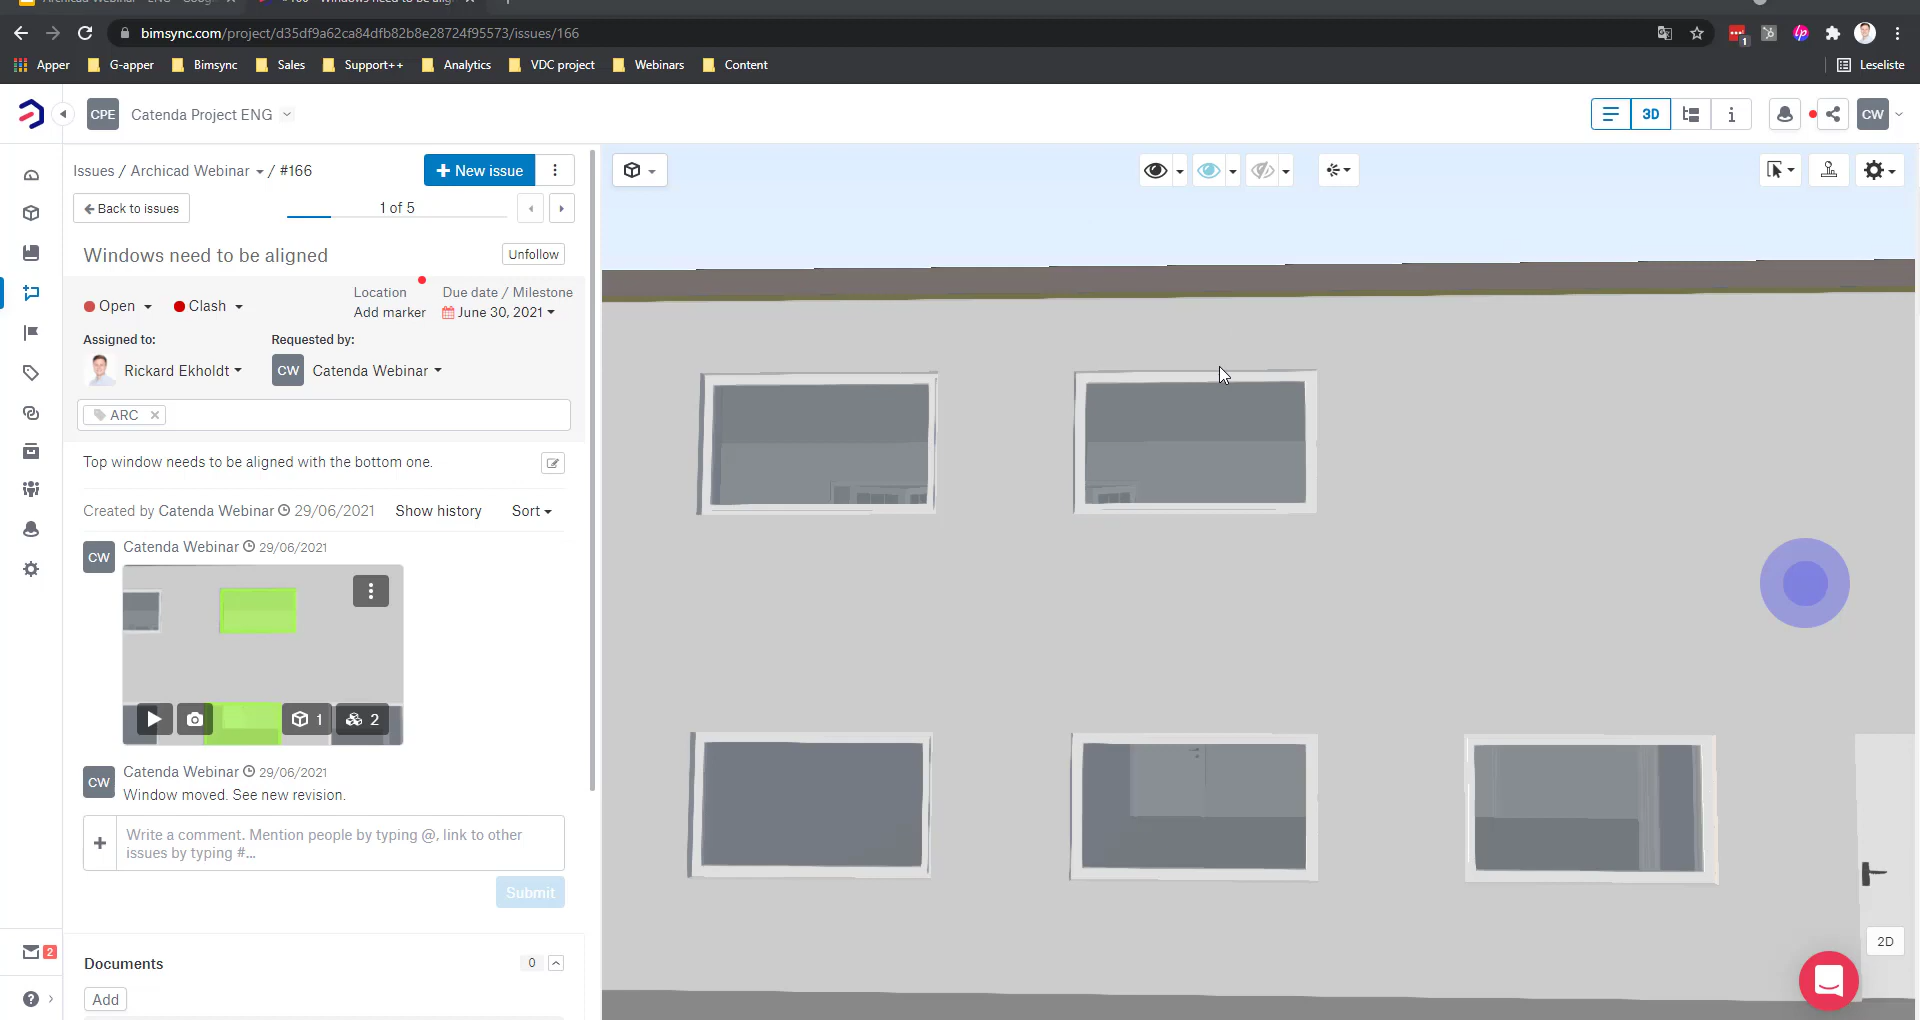 bimsync.com/project/d35df9a62ca84dfb82b8e28724f95573/issues/166
1
Apper G-apper Bimsync Sales Support++ Analytics VDC project Webinars Content Leseliste
CPE Catenda Project ENG
3D
i
CW
Issues / Archicad Webinar / #166
+ New issue
Back to issues
1 of 5
Windows need to be aligned
Unfollow
Open Clash
Location
Add marker
Due date / Milestone
June 30, 2021
Assigned to:
Rickard Ekholdt
Requested by:
CW Catenda Webinar
ARC
Top window needs to be aligned with the bottom one.
Created by Catenda Webinar 29/06/2021 Show history Sort
CW Catenda Webinar 29/06/2021
1 2
CW Catenda Webinar 29/06/2021
Window moved. See new revision.
Write a comment. Mention people by typing @, link to other
issues by typing #...
Submit
2
Documents 0
Add
?
2D